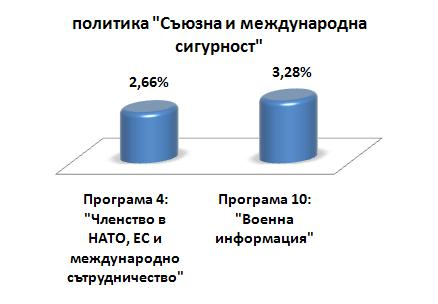 политика "Съюзна и международна
сигурност"
2,66%
3,28%
Програма 4:
"Членство в
НАТО, ЕС и
международно
сътрудничество"
Програма 10:
"Военна
информация"